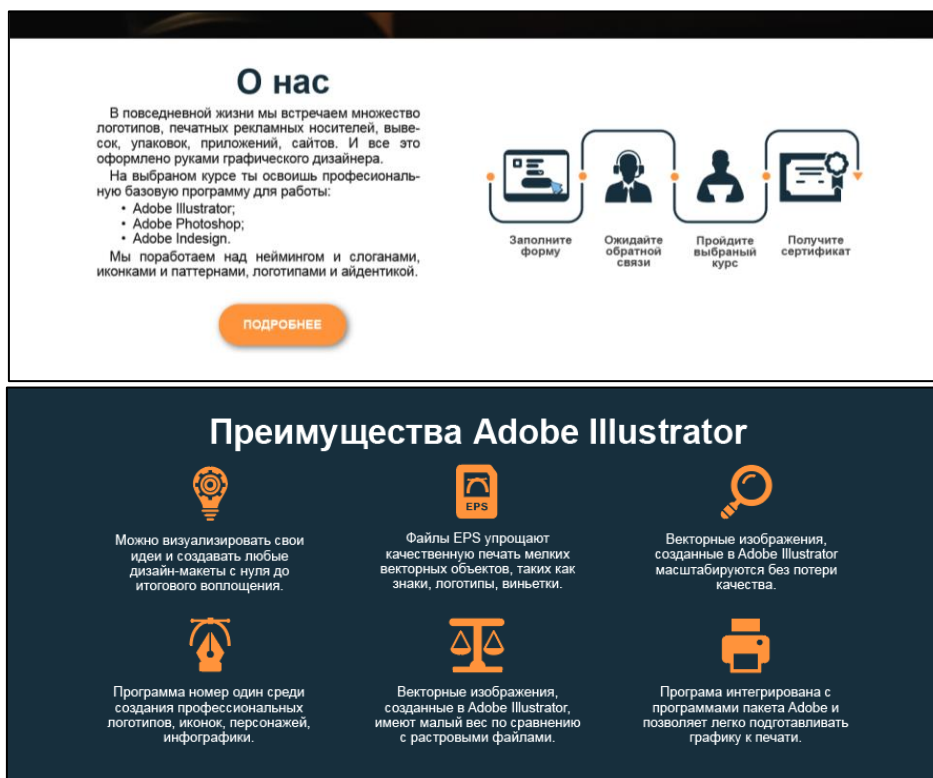 О нас
В повседневной жизни мы встречаем множество
логотипов, печатных рекламных носителей, выве-
сок, упаковок, приложений, сайтов. И все это
оформлено руками графического дизайнера.
На выбраном курсе ты освоишь професиональ-
ную базовую программу для работы:
• Adobe Illustrator;
• Adobe Photoshop;
• Adobe Indesign.
Мы поработаем над неймингом и слоганами,
иконками и паттернами, логотипами и айдентикой.
ПОДРОБНЕЕ
Заполните
форму
Ожидайте
обратной
связи
Пройдите
выбраный
курс
Получите
сертификат
Преимущества Adobe Illustrator
Можно визуализировать свои
идеи и создавать любые
дизайн-макеты с нуля до
итогового воплощения.
EPS
Файлы EPS упрощают
качественную печать мелких
векторных объектов, таких как
знаки, логотипы, виньетки.
Векторные изображения,
созданные в Adobe Illustrator
масштабируются без потери
качества.
Программа номер один среди
создания профессиональных
логотипов, иконок, персонажей,
инфографики.
Векторные изображения,
созданные в Adobe Illustrator,
имеют малый вес по сравнению
с растровыми файлами.
Програма интегрирована с
программами пакета Adobe и
позволяет легко подготавливать
графику к печати.